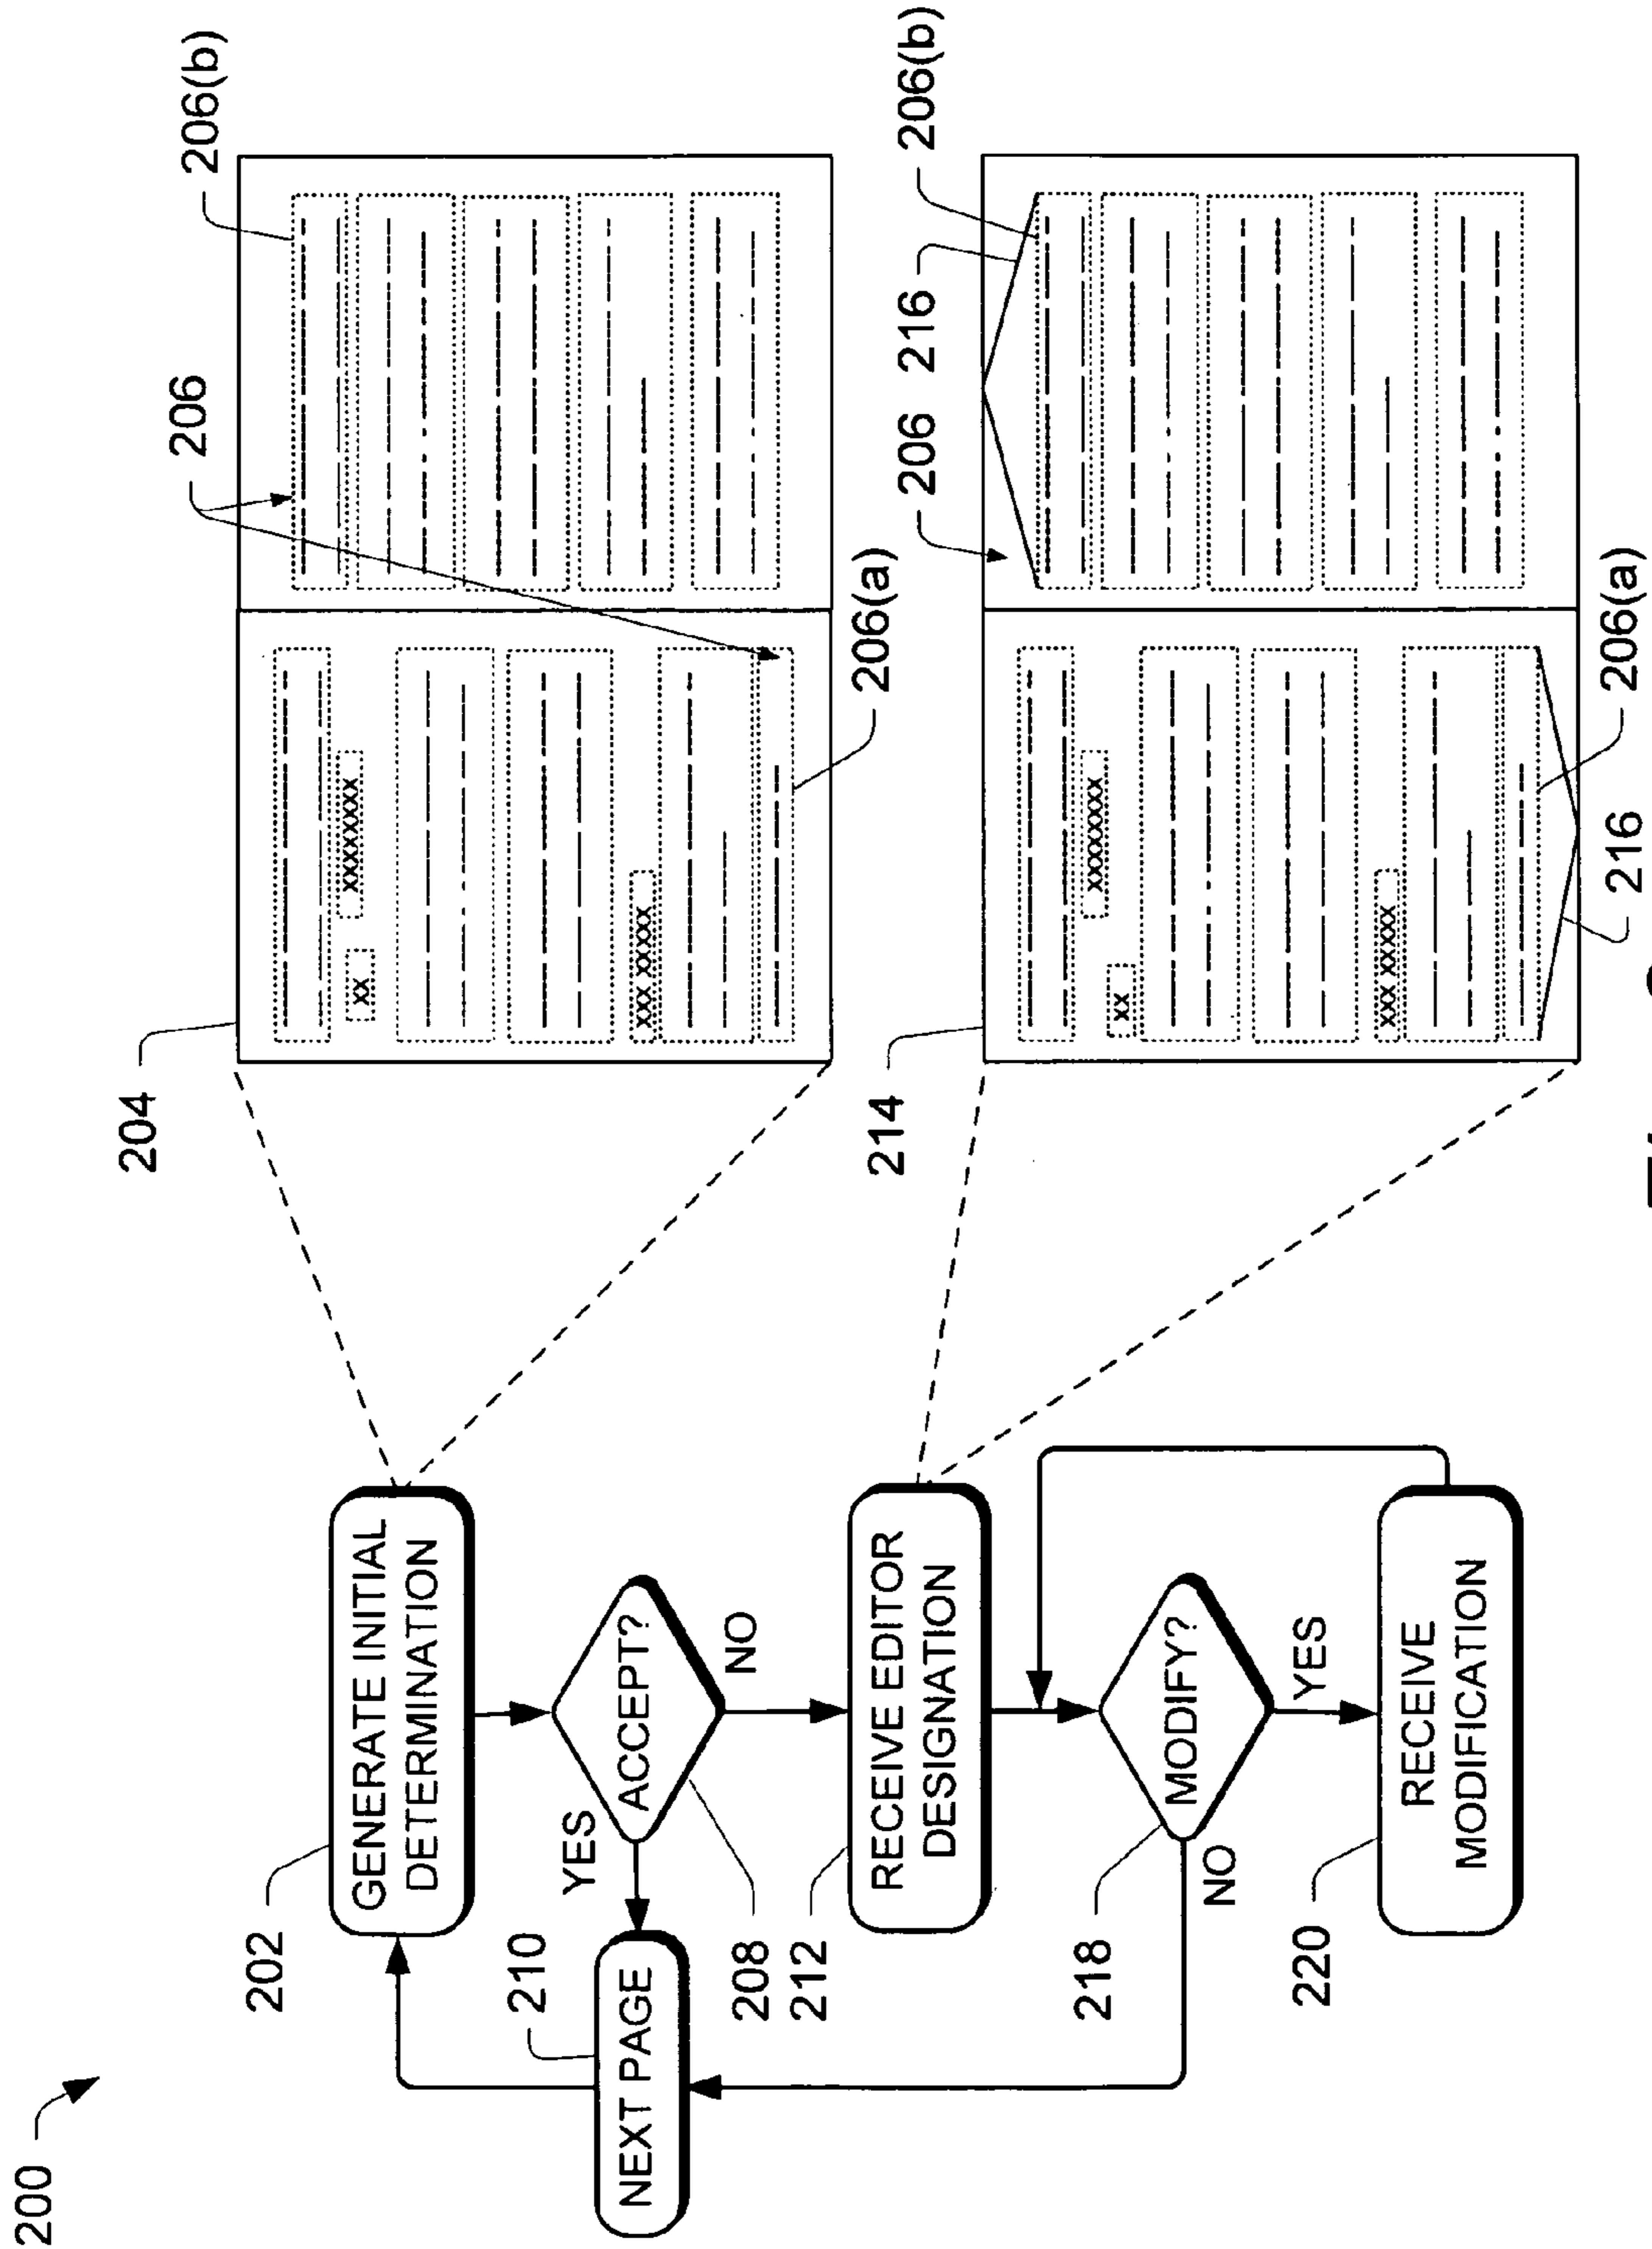 200
202
GENERATE INITIAL
DETERMINATION
204
206
206(b)
XX
XXXXXXXX
XXX XXXXX
206(a)
YES
ACCEPT?
NO
210
NEXT PAGE
208
212
RECEIVE EDITOR
DESIGNATION
214
206
216
206(b)
XX
XXXXXXX
XXX XXXXX
216
206(a)
218
MODIFY?
NO
YES
220
RECEIVE
MODIFICATION